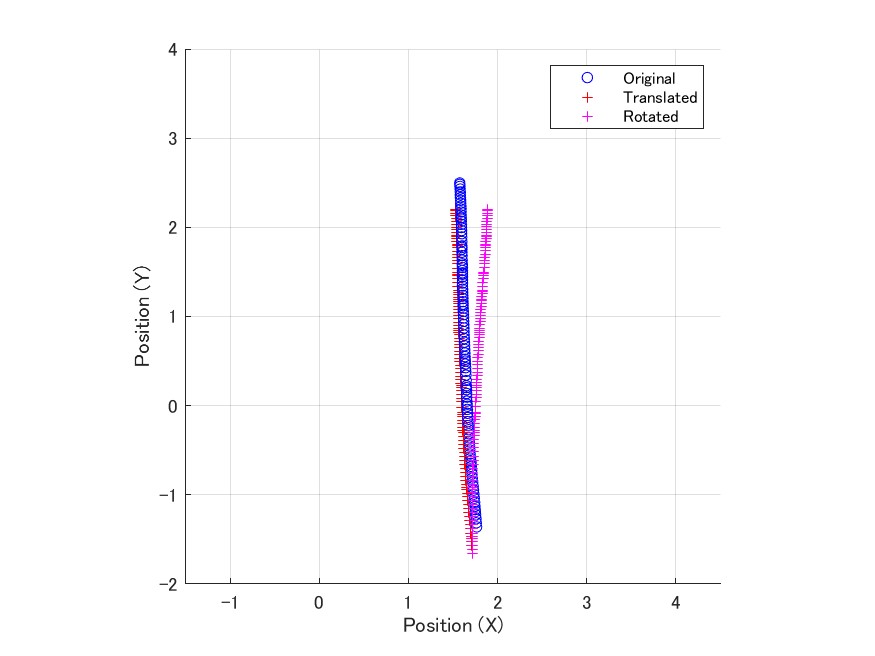 Original
Translated
Rotated
4
3
2
1
0
-1
-2
-1
0
1
2
3
4
Position (Y)
Position (X)